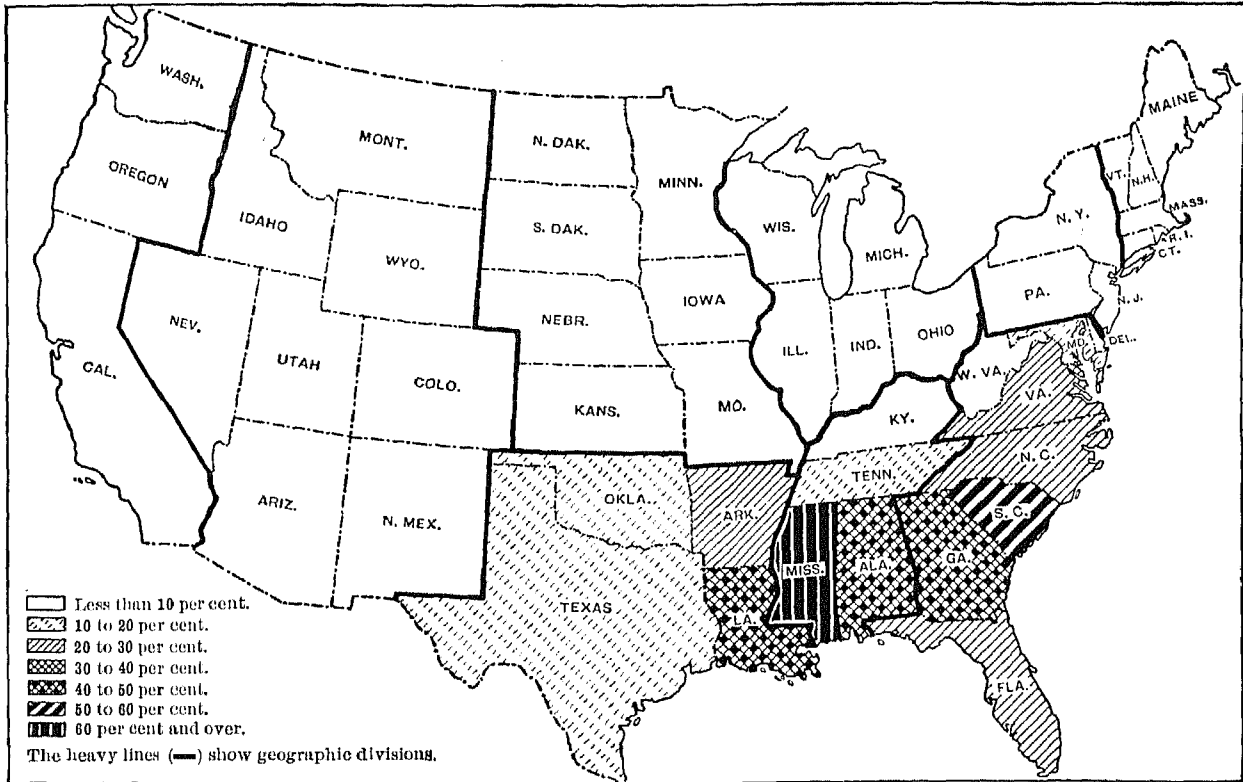 WASH.
OREGON
CAL.
NEV.
IDAHO
MONT.
WYO.
UTAH
COLO.
ARIZ.
N. MEX.
N. DAK.
S. DAK.
NEBR.
KANS.
OKLA.
TEXAS
MINN.
IOWA
MO.
ARK.
LA.
WIS.
ILL.
MICH.
IND.
OHIO
KY.
TENN.
MISS.
ALA.
GA.
FLA.
S. C.
N. C.
VA.
W. VA.
MD.
DEL.
PA.
N. J.
N. Y.
CT.
R. I.
MASS.
VT.
N.H.
MAINE
Less than 10 per cent.
10 to 20 per cent.
20 to 30 per cent.
30 to 40 per cent.
40 to 50 per cent.
50 to 60 per cent.
60 per cent and over.
The heavy lines (▬) show geographic divisions.